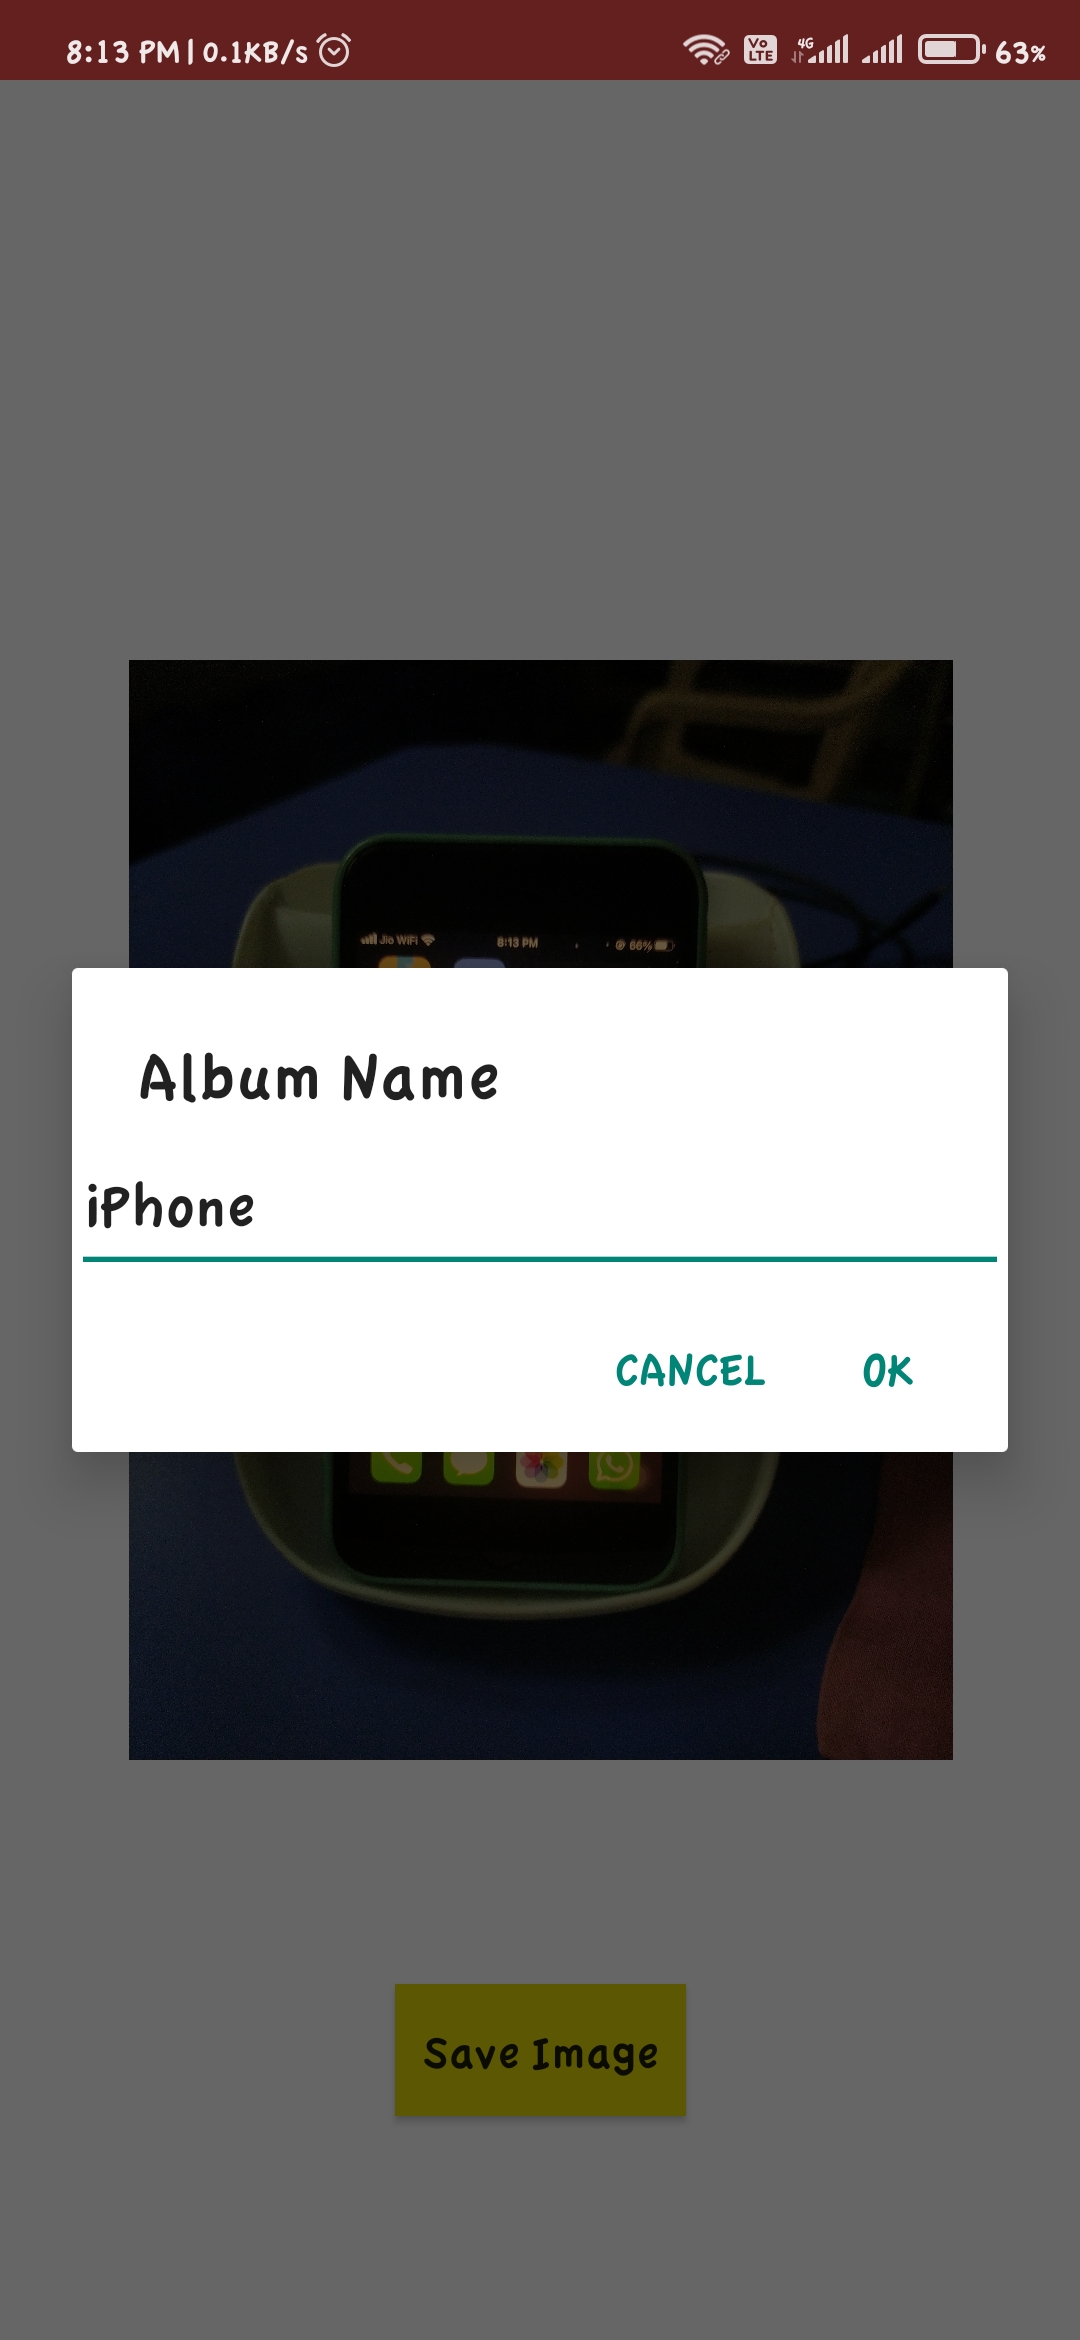 8:13 PM | 0.1KB/s Vo LTE 4G 63%
Jio WiFi 8:13 PM 66%
Album Name
iPhone
CANCEL OK
Save Image